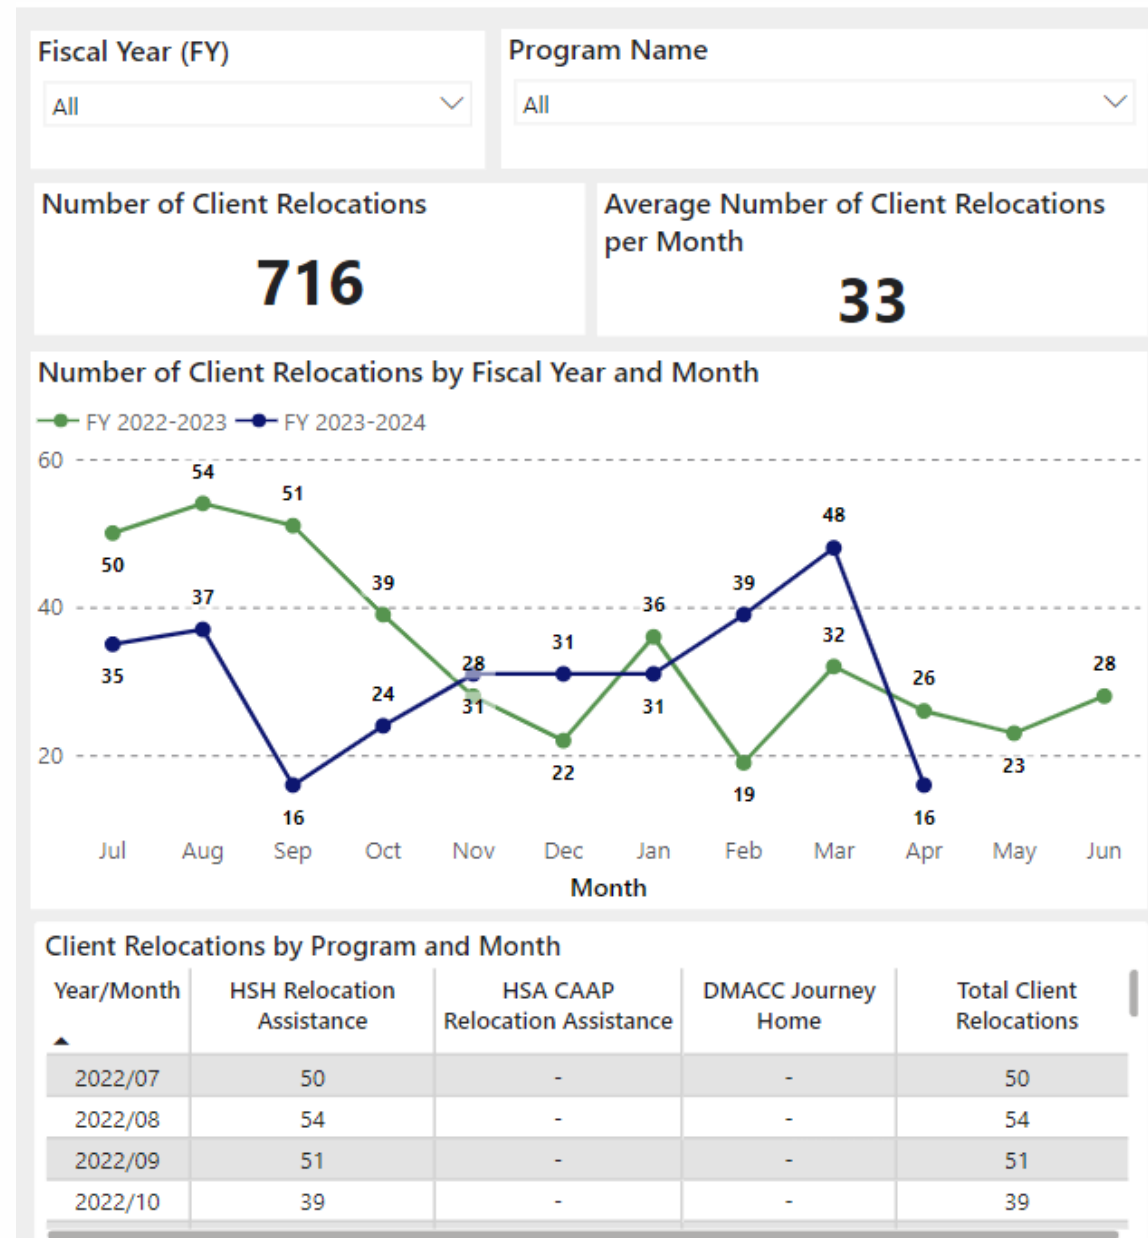 Fiscal Year (FY)
All
Program Name
All
Number of Client Relocations
716
Average Number of Client Relocations
per Month
33
Number of Client Relocations by Fiscal Year and Month
FY 2022-2023 FY 2023-2024
60
40
20
50
54
51
39
28
22
36
19
32
26
23
28
35
37
16
24
31
31
31
39
48
16
Jul Aug Sep Oct Nov Dec Jan Feb Mar Apr May Jun
Month
Client Relocations by Program and Month
Year/Month
HSH Relocation
Assistance
HSA CAAP
Relocation Assistance
DMACC Journey
Home
Total Client
Relocations
2022/07 50 - - 50
2022/08 54 - - 54
2022/09 51 - - 51
2022/10 39 - - 39